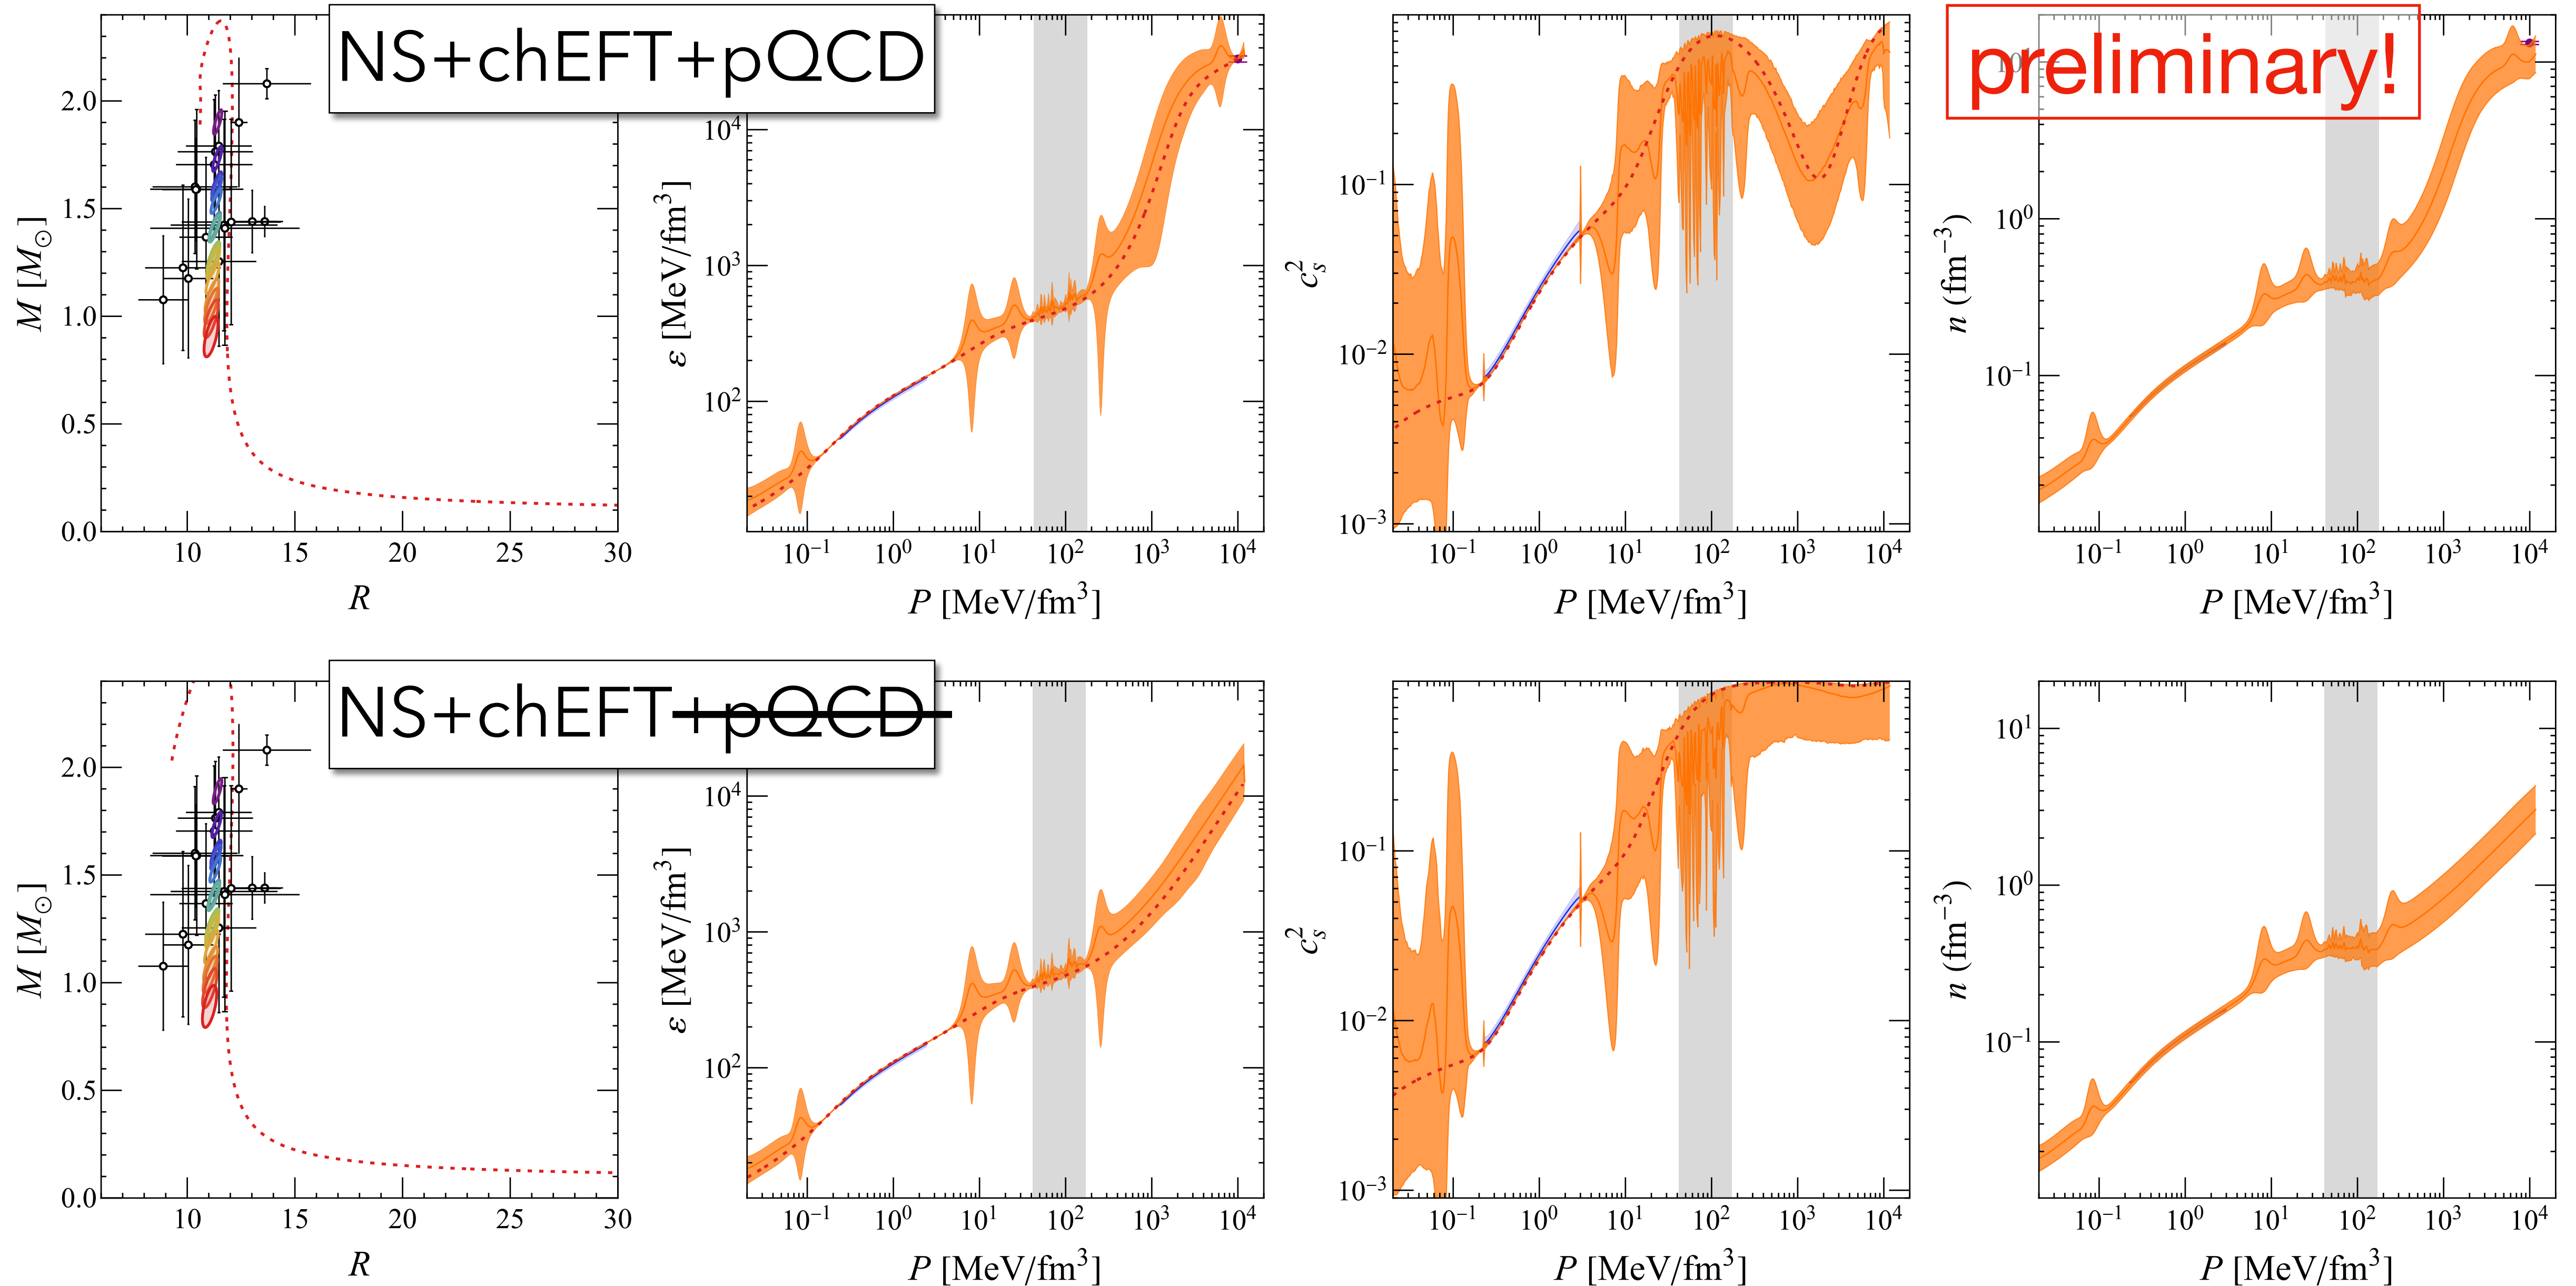 NS+chEFT+pQCD
preliminary!
2.0
1.5
1.0
0.5
0.0
M [M⊙]
10 15 20 25 30
R
10⁴
10³
10²
ε [MeV/fm³]
10⁻¹ 10⁰ 10¹ 10² 10³ 10⁴
P [MeV/fm³]
10⁻¹
10⁻²
10⁻³
cₛ²
10⁻¹ 10⁰ 10¹ 10² 10³ 10⁴
P [MeV/fm³]
10¹
10⁰
10⁻¹
n (fm⁻³)
10⁻¹ 10⁰ 10¹ 10² 10³ 10⁴
P [MeV/fm³]
NS+chEFT+pQCD
2.0
1.5
1.0
0.5
0.0
M [M⊙]
10 15 20 25 30
R
10⁴
10³
10²
ε [MeV/fm³]
10⁻¹ 10⁰ 10¹ 10² 10³ 10⁴
P [MeV/fm³]
10⁻¹
10⁻²
10⁻³
cₛ²
10⁻¹ 10⁰ 10¹ 10² 10³ 10⁴
P [MeV/fm³]
10¹
10⁰
10⁻¹
n (fm⁻³)
10⁻¹ 10⁰ 10¹ 10² 10³ 10⁴
P [MeV/fm³]